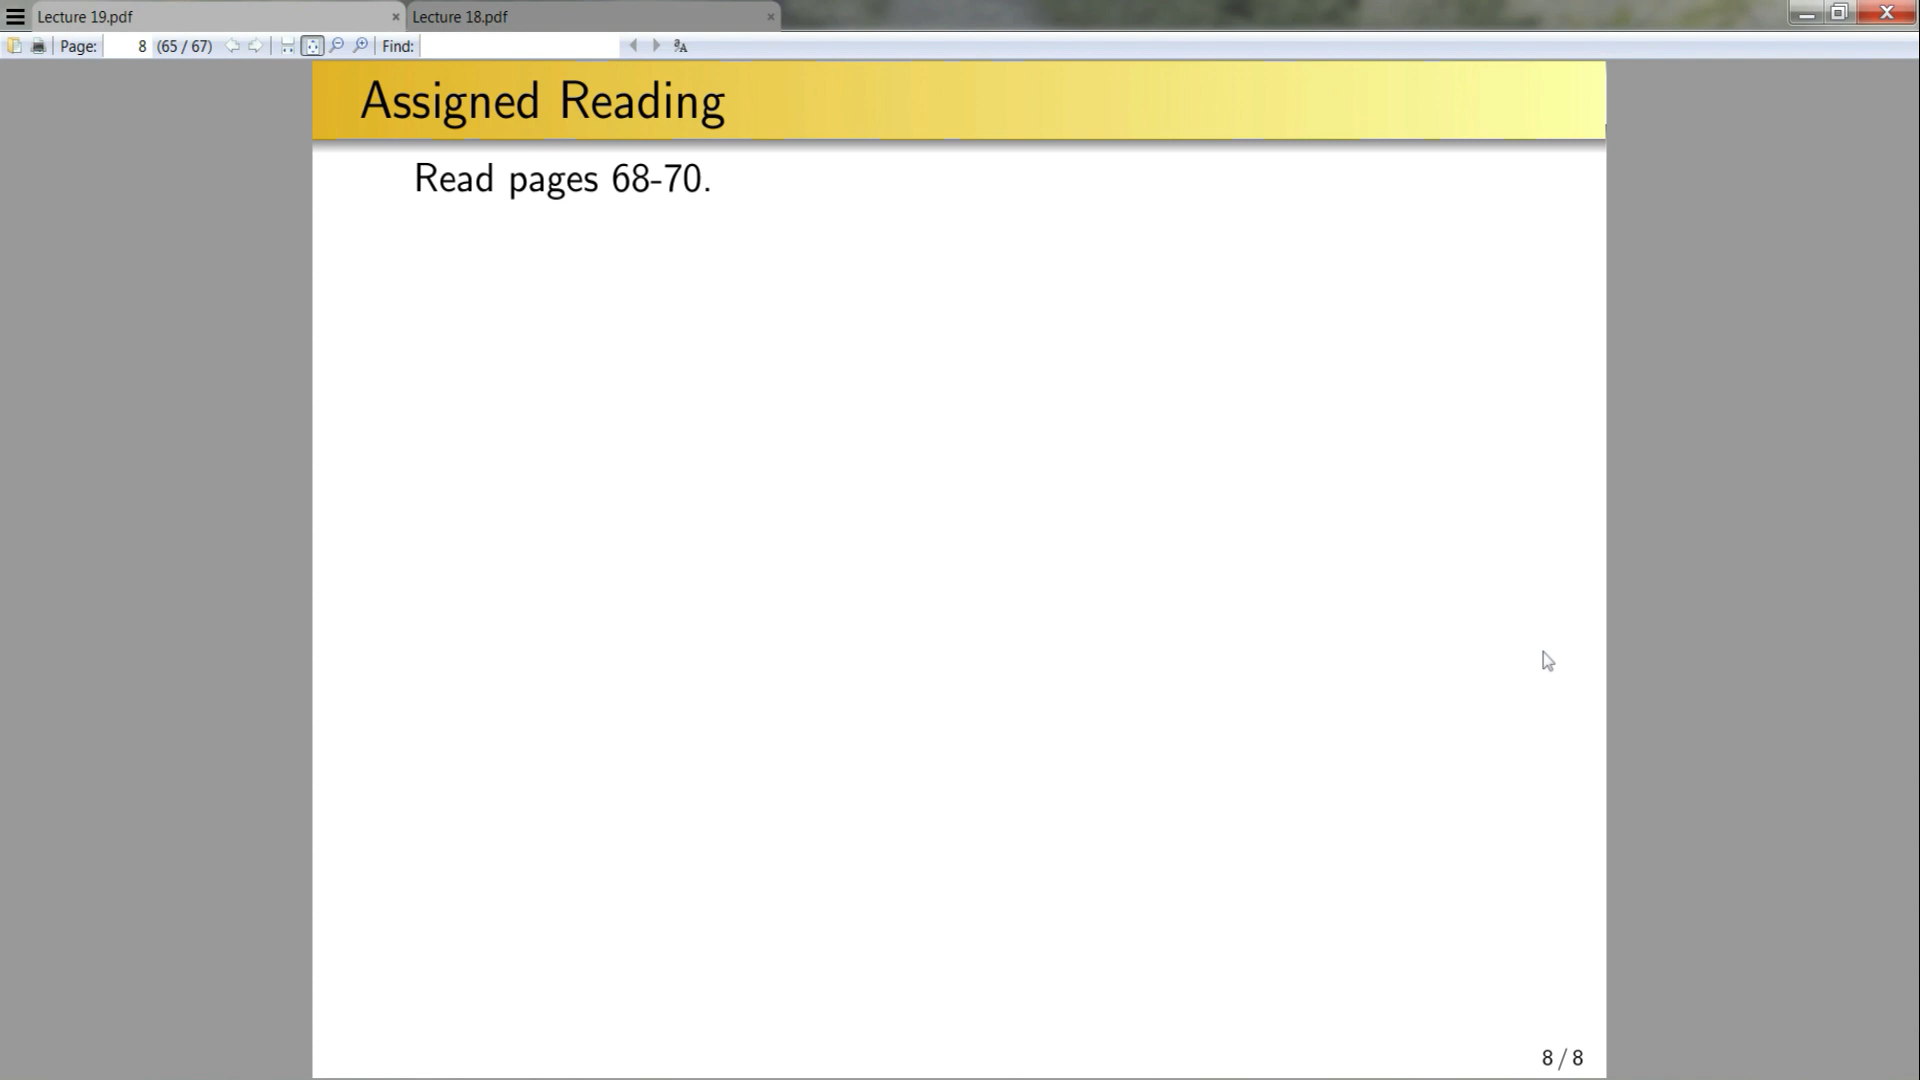 Lecture 19.pdf
Lecture 18.pdf
Page: 8 (65 / 67) Find:
Assigned Reading
Read pages 68-70.
8 / 8